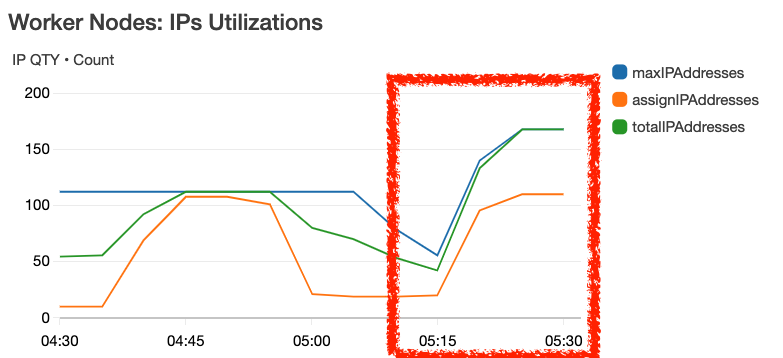 Worker Nodes: IPs Utilizations
IP QTY • Count
200
150
100
50
0
04:30 04:45 05:00 05:15 05:30
maxIPAddresses
assignIPAddresses
totalIPAddresses